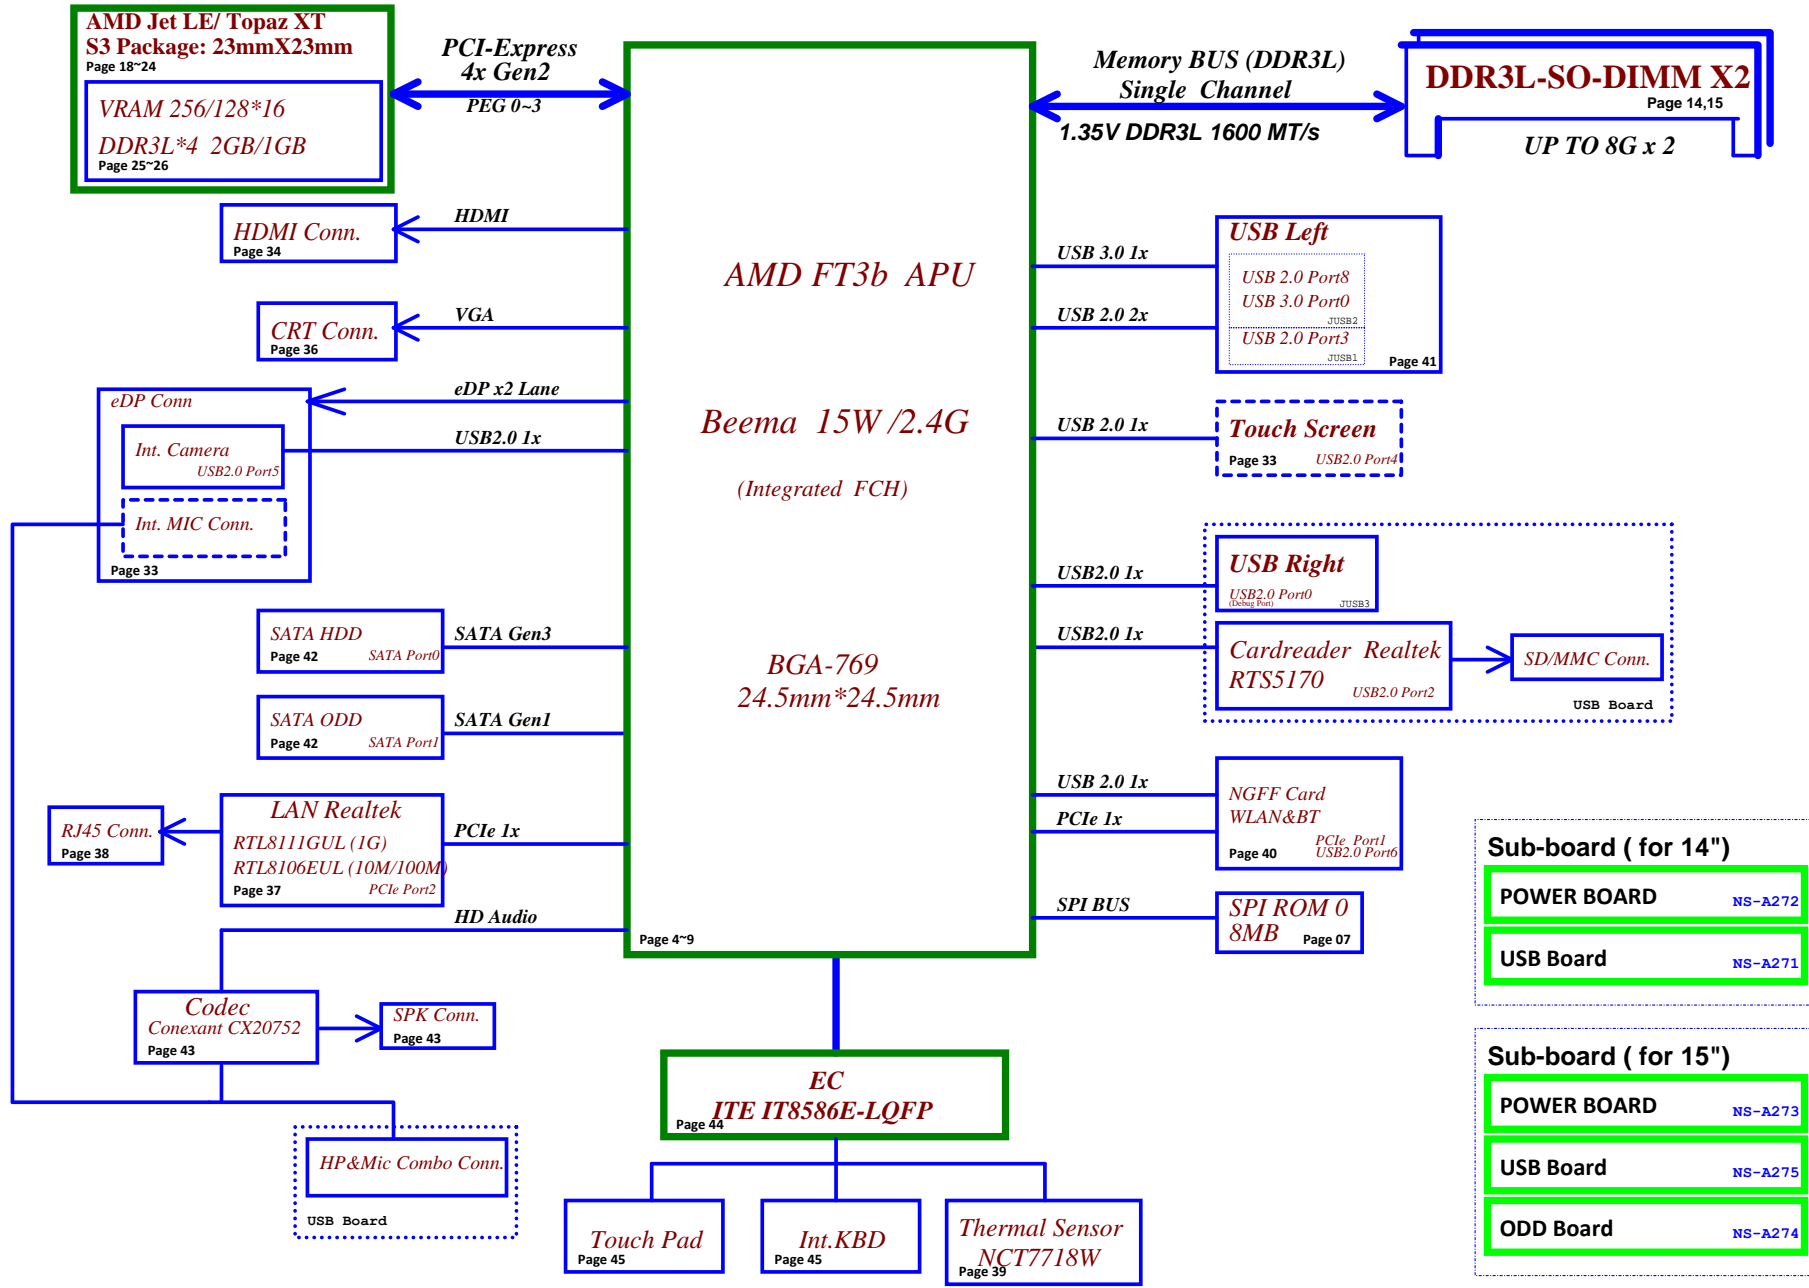 AMD Jet LE/ Topaz XT
S3 Package: 23mmX23mm
Page 18~24
VRAM 256/128*16
DDR3L*4 2GB/1GB
Page 25~26
PCI-Express
4x Gen2
PEG 0~3
Memory BUS (DDR3L)
Single Channel
1.35V DDR3L 1600 MT/s
DDR3L-SO-DIMM X2
Page 14,15
UP TO 8G x 2
HDMI Conn.
Page 34
HDMI
CRT Conn.
Page 36
VGA
eDP Conn
eDP x2 Lane
Int. Camera
USB2.0 Port5
USB2.0 1x
Int. MIC Conn.
Page 33
SATA HDD
Page 42
SATA Port0
SATA Gen3
SATA ODD
Page 42
SATA Port1
SATA Gen1
LAN Realtek
RTL8111GUL (1G)
RTL8106EUL (10M/100M)
Page 37
PCIe Port2
PCIe 1x
RJ45 Conn.
Page 38
HD Audio
Codec
Conexant CX20752
Page 43
SPK Conn.
Page 43
HP&Mic Combo Conn.
USB Board
AMD FT3b APU
Beema 15W /2.4G
(Integrated FCH)
BGA-769
24.5mm*24.5mm
Page 4~9
EC
ITE IT8586E-LQFP
Page 44
Touch Pad
Page 45
Int.KBD
Page 45
Thermal Sensor
NCT7718W
Page 39
USB 3.0 1x
USB 2.0 2x
USB Left
USB 2.0 Port8
USB 3.0 Port0
JUSB2
USB 2.0 Port3
JUSB1
Page 41
USB 2.0 1x
Touch Screen
Page 33
USB2.0 Port4
USB2.0 1x
USB Right
USB2.0 Port0
(Debug Port)
JUSB3
USB2.0 1x
Cardreader Realtek
RTS5170
USB2.0 Port2
SD/MMC Conn.
USB Board
USB 2.0 1x
PCIe 1x
NGFF Card
WLAN&BT
PCIe Port1
USB2.0 Port6
Page 40
SPI BUS
SPI ROM 0
8MB
Page 07
Sub-board ( for 14")
POWER BOARD
NS-A272
USB Board
NS-A271
Sub-board ( for 15")
POWER BOARD
NS-A273
USB Board
NS-A275
ODD Board
NS-A274